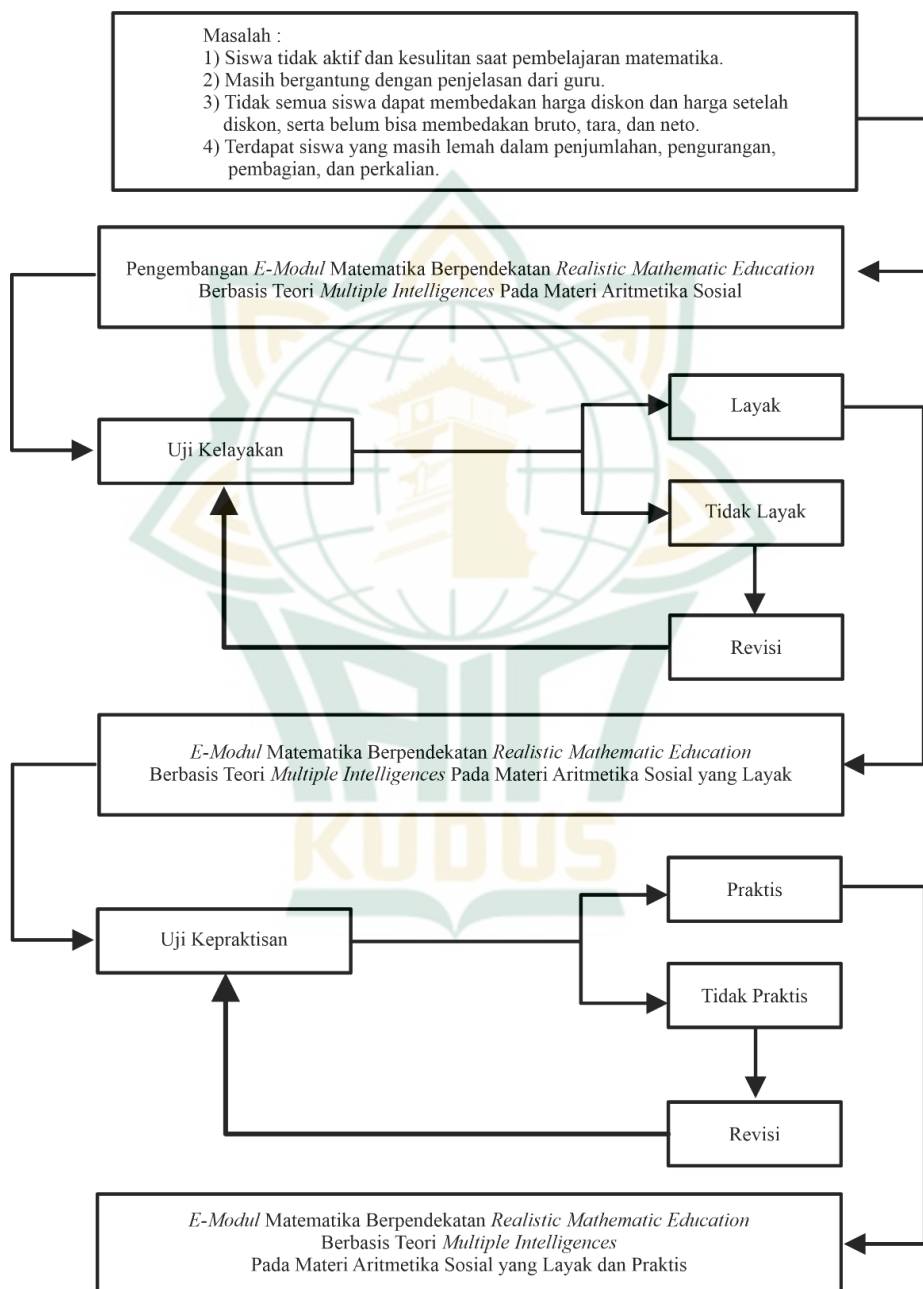 Masalah :
1) Siswa tidak aktif dan kesulitan saat pembelajaran matematika.
2) Masih bergantung dengan penjelasan dari guru.
3) Tidak semua siswa dapat membedakan harga diskon dan harga setelah
diskon, serta belum bisa membedakan bruto, tara, dan neto.
4) Terdapat siswa yang masih lemah dalam penjumlahan, pengurangan,
pembagian, dan perkalian.
Pengembangan E-Modul Matematika Berpendekatan Realistic Mathematic Education
Berbasis Teori Multiple Intelligences Pada Materi Aritmetika Sosial
Layak
Uji Kelayakan
Tidak Layak
Revisi
IAIN
E-Modul Matematika Berpendekatan Realistic Mathematic Education
Berbasis Teori Multiple Intelligences Pada Materi Aritmetika Sosial yang Layak
KUDUS
Praktis
Uji Kepraktisan
Tidak Praktis
Revisi
E-Modul Matematika Berpendekatan Realistic Mathematic Education
Berbasis Teori Multiple Intelligences
Pada Materi Aritmetika Sosial yang Layak dan Praktis